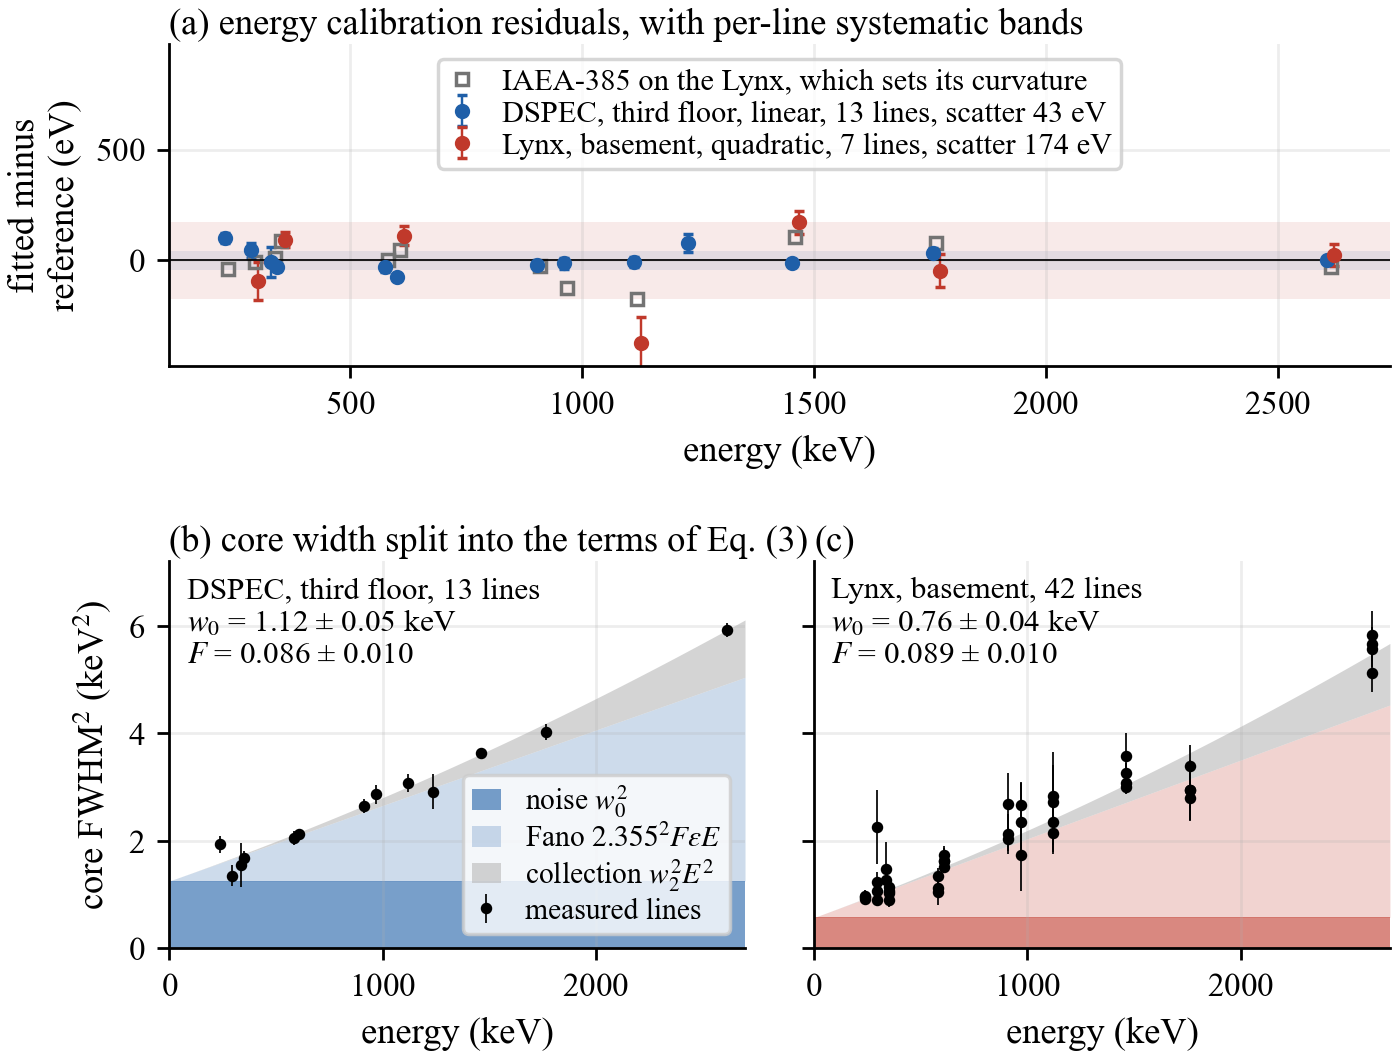 (a) energy calibration residuals, with per-line systematic bands
IAEA-385 on the Lynx, which sets its curvature
DSPEC, third floor, linear, 13 lines, scatter 43 eV
Lynx, basement, quadratic, 7 lines, scatter 174 eV
fitted minus
reference (eV)
500
0
500
1000
1500
2000
2500
energy (keV)
(b) core width split into the terms of Eq. (3)
DSPEC, third floor, 13 lines
w₀ = 1.12 ± 0.05 keV
F = 0.086 ± 0.010
core FWHM² (keV²)
6
4
2
0
noise w₀²
Fano 2.355²FεE
collection w₂²E²
measured lines
0
1000
2000
energy (keV)
(c)
Lynx, basement, 42 lines
w₀ = 0.76 ± 0.04 keV
F = 0.089 ± 0.010
0
1000
2000
energy (keV)